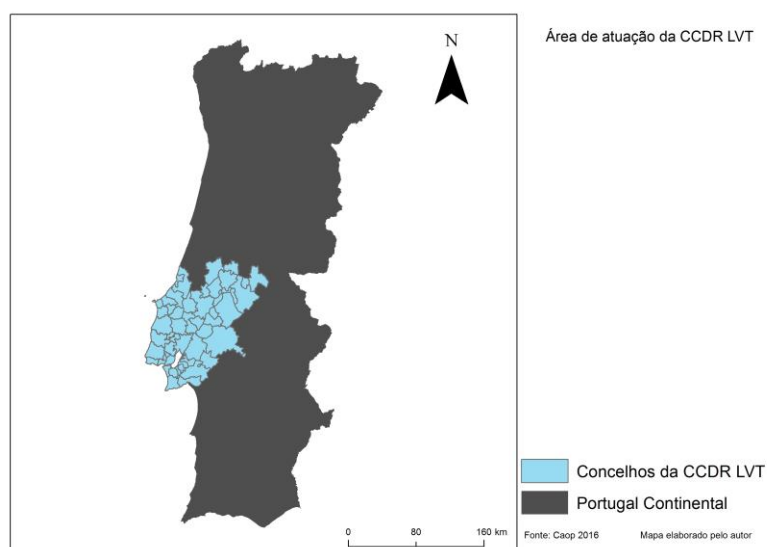 Área de atuação da CCDR LVT
N
Concelhos da CCDR LVT
Portugal Continental
0 80 160 km
Fonte: Caop 2016 Mapa elaborado pelo autor